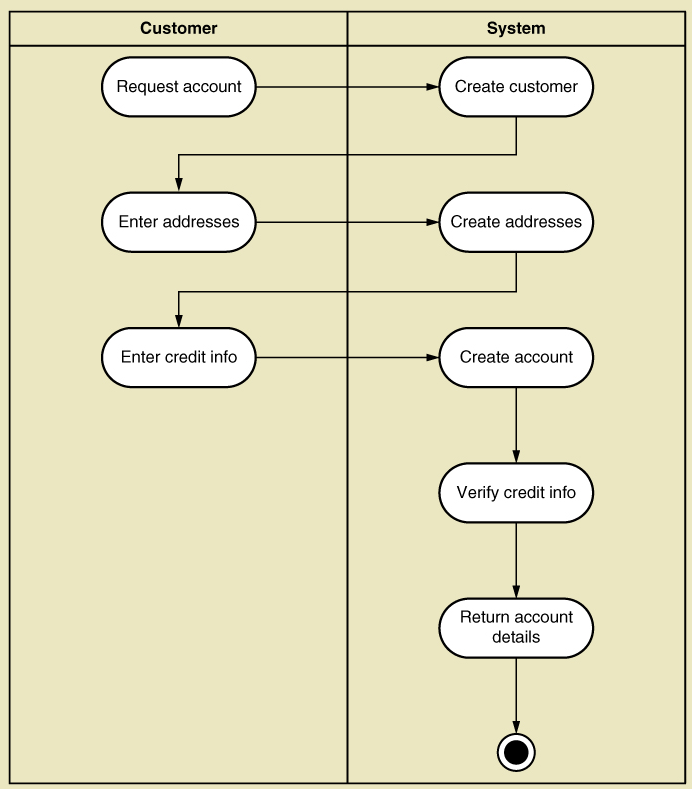 Customer
System
Request account
Create customer
Enter addresses
Create addresses
Enter credit info
Create account
Verify credit info
Return account
details